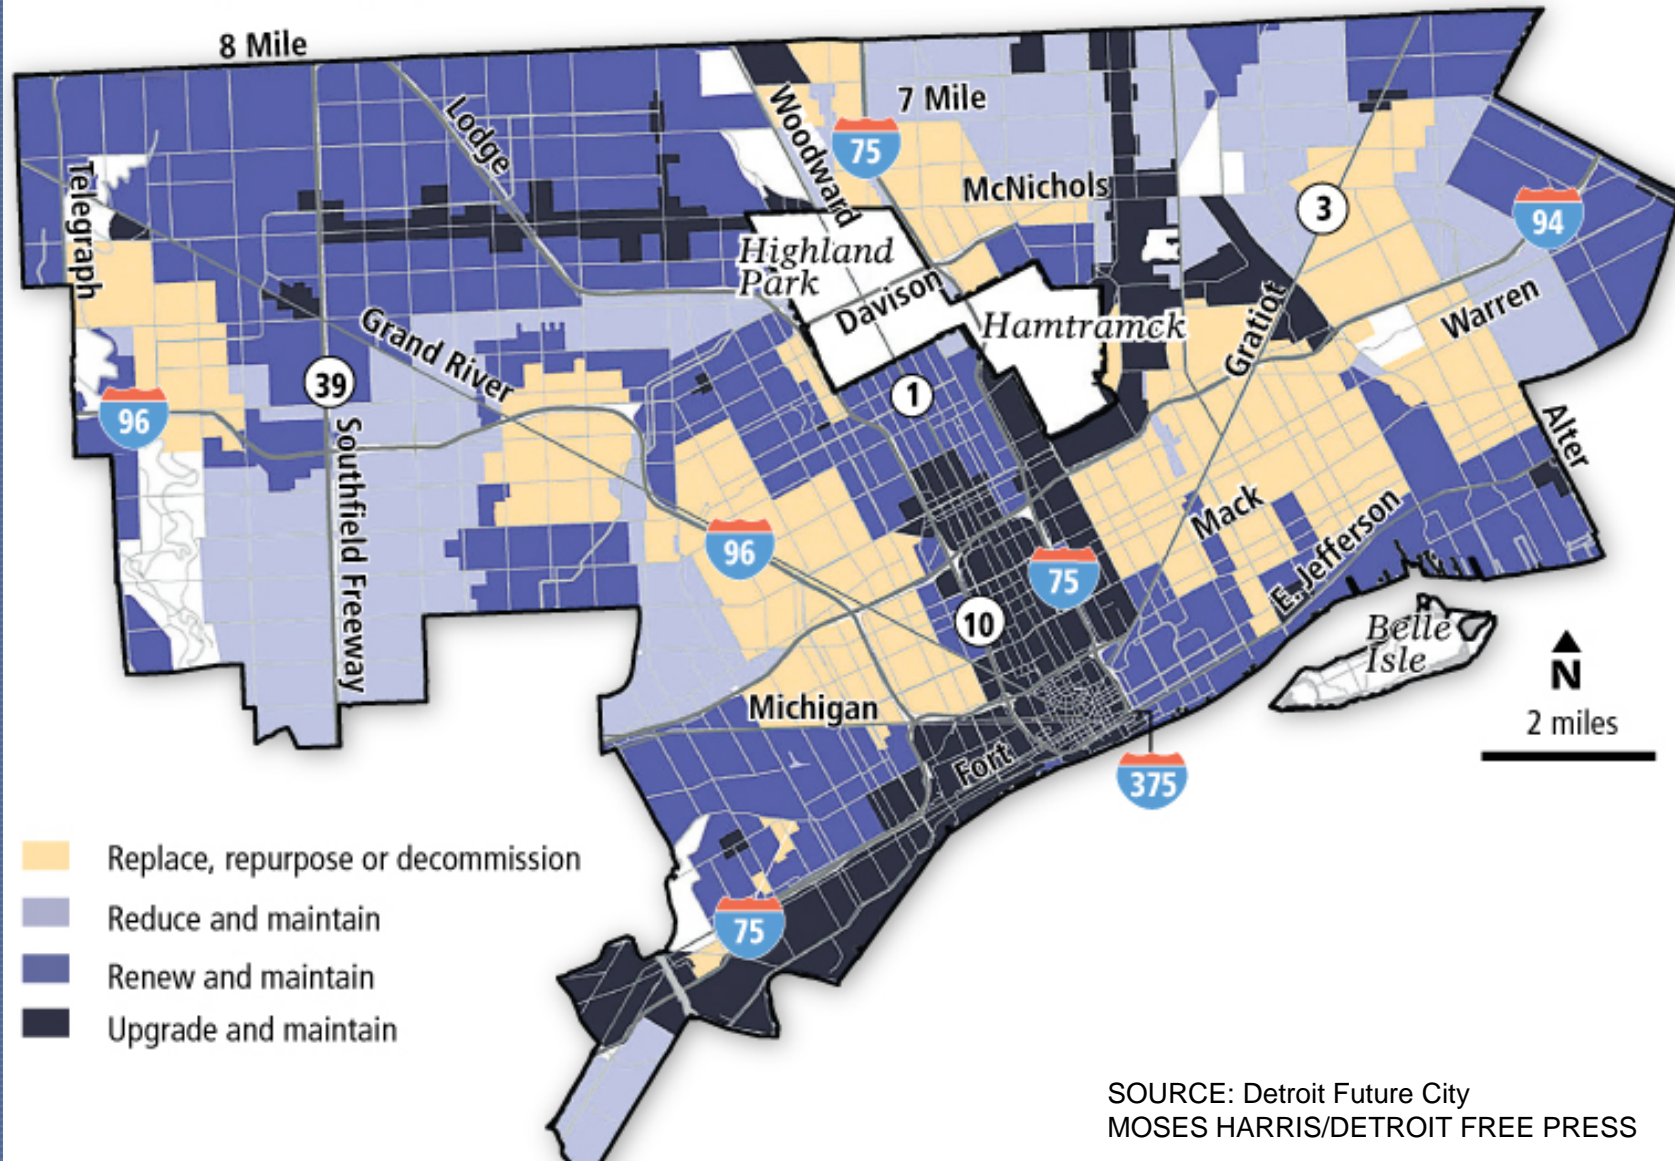 8 Mile
7 Mile
Lodge
Woodward
75
McNichols
3
94
Telegraph
Highland
Park
Davison
Hamtramck
Gratiot
Warren
Grand River
39
1
96
Southfield Freeway
Alter
Mack
96
75
E. Jefferson
10
Belle
Isle
N
2 miles
Michigan
Fort
375
75
Replace, repurpose or decommission
Reduce and maintain
Renew and maintain
Upgrade and maintain
SOURCE: Detroit Future City
MOSES HARRIS/DETROIT FREE PRESS